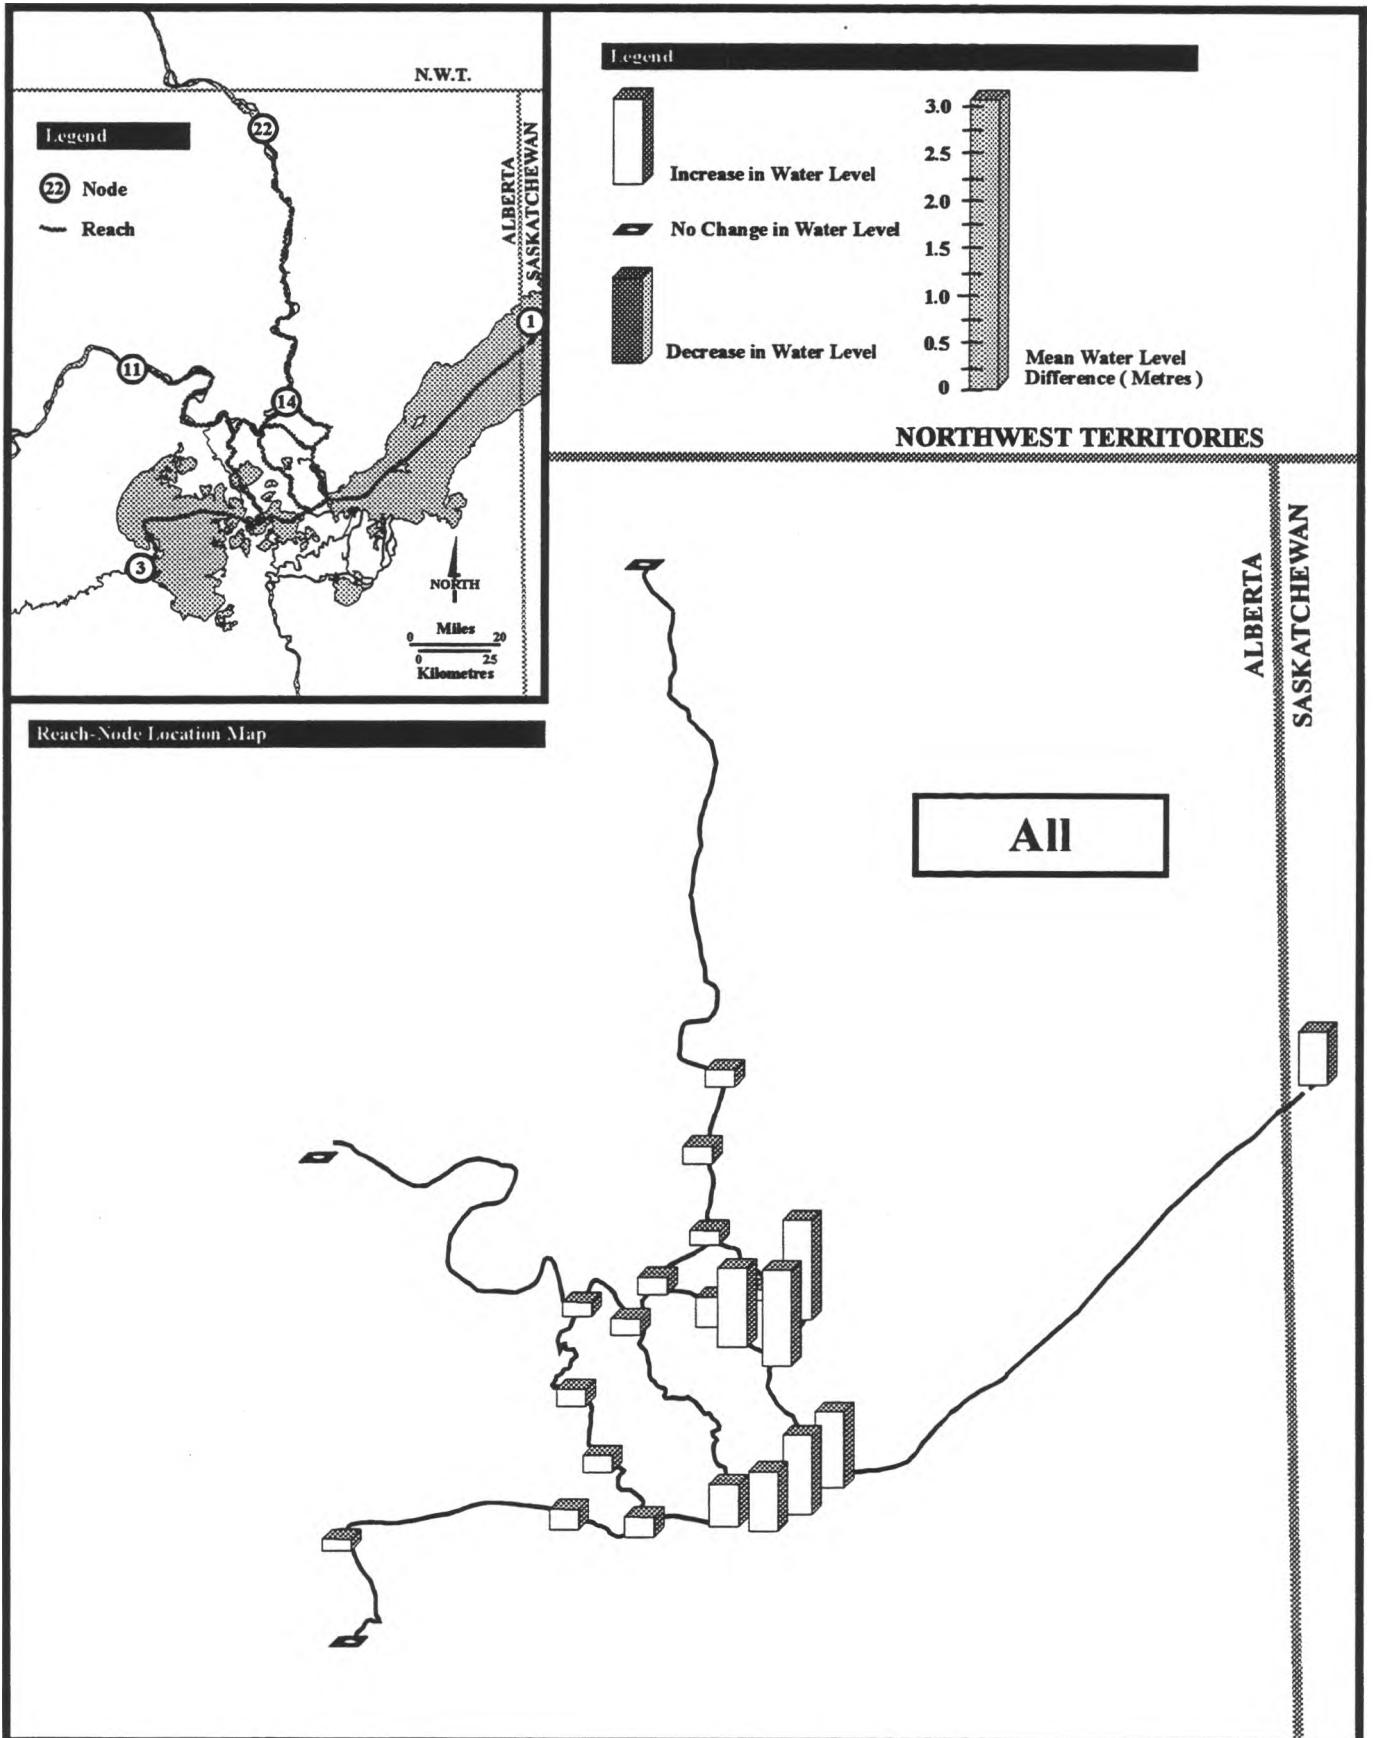 N.W.T.
Legend
22
Node
Reach
22
ALBERTA
SASKATCHEWAN
1
11
14
3
NORTH
Miles
0 20
0 25
Kilometres
Reach-Node Location Map
Legend
Increase in Water Level
No Change in Water Level
Decrease in Water Level
3.0
2.5
2.0
1.5
1.0
0.5
0
Mean Water Level
Difference ( Metres )
NORTHWEST TERRITORIES
ALBERTA
SASKATCHEWAN
All